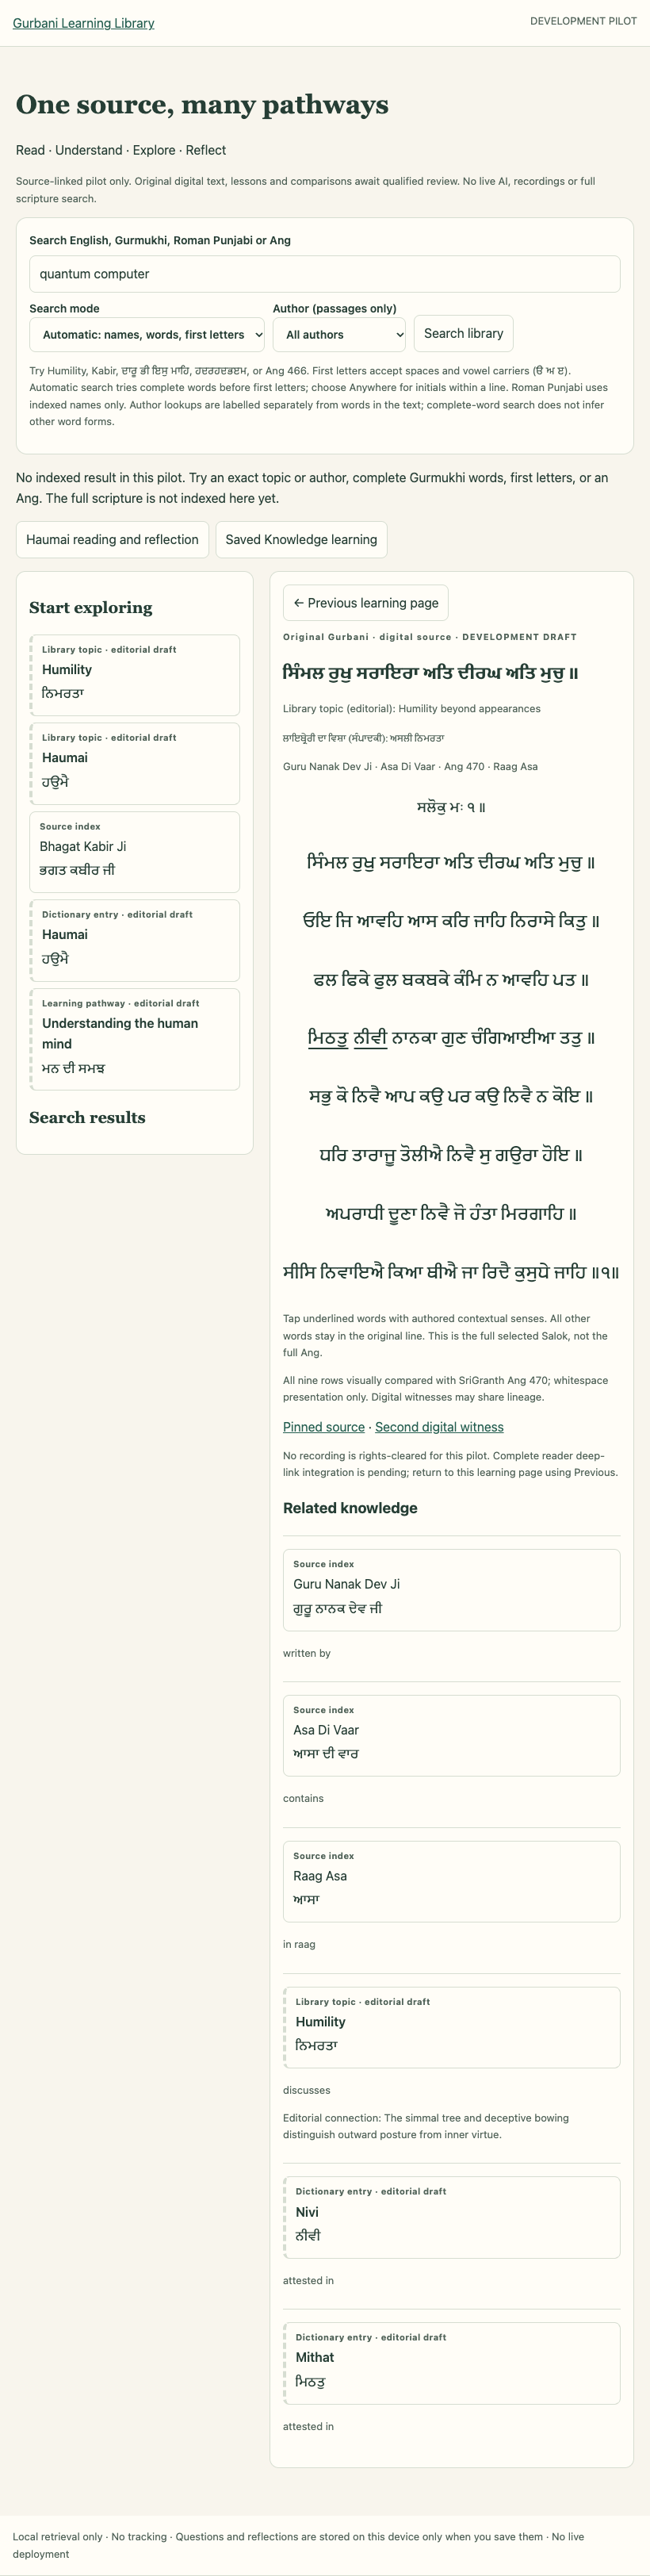 Gurbani Learning Library
DEVELOPMENT PILOT
One source, many pathways
Read · Understand · Explore · Reflect
Source-linked pilot only. Original digital text, lessons and comparisons await qualified review. No live AI, recordings or full
scripture search.
Search English, Gurmukhi, Roman Punjabi or Ang
quantum computer
Search mode
Author (passages only)
Automatic: names, words, first letters
All authors
Search library
Try Humility, Kabir, ਦਾਰੂ ਭੀ ਇਸੁ ਮਾਹਿ, ਹਦਰਹਦਭਇਮ, or Ang 466. First letters accept spaces and vowel carriers (ੳ ਅ ੲ).
Automatic search tries complete words before first letters; choose Anywhere for initials within a line. Roman Punjabi uses
indexed names only. Author lookups are labelled separately from words in the text; complete-word search does not infer
other word forms.
No indexed result in this pilot. Try an exact topic or author, complete Gurmukhi words, first letters, or an
Ang. The full scripture is not indexed here yet.
Haumai reading and reflection
Saved Knowledge learning
Start exploring
Library topic · editorial draft
Humility
ਨਿਮਰਤਾ
Library topic · editorial draft
Haumai
ਹਉਮੈ
Source index
Bhagat Kabir Ji
ਭਗਤ ਕਬੀਰ ਜੀ
Dictionary entry · editorial draft
Haumai
ਹਉਮੈ
Learning pathway · editorial draft
Understanding the human
mind
ਮਨ ਦੀ ਸਮਝ
Search results
← Previous learning page
Original Gurbani · digital source · DEVELOPMENT DRAFT
ਸਿੰਮਲ ਰੁਖੁ ਸਰਾਇਰਾ ਅਤਿ ਦੀਰਘ ਅਤਿ ਮੁਚੁ ॥
Library topic (editorial): Humility beyond appearances
ਲਾਇਬ੍ਰੇਰੀ ਦਾ ਵਿਸ਼ਾ (ਸੰਪਾਦਕੀ): ਅਸਲੀ ਨਿਮਰਤਾ
Guru Nanak Dev Ji · Asa Di Vaar · Ang 470 · Raag Asa
ਸਲੋਕੁ ਮਃ ੧ ॥
ਸਿੰਮਲ ਰੁਖੁ ਸਰਾਇਰਾ ਅਤਿ ਦੀਰਘ ਅਤਿ ਮੁਚੁ ॥
ਓਇ ਜਿ ਆਵਹਿ ਆਸ ਕਰਿ ਜਾਹਿ ਨਿਰਾਸੇ ਕਿਤੁ ॥
ਫਲ ਫਿਕੇ ਫੁਲ ਬਕਬਕੇ ਕੰਮਿ ਨ ਆਵਹਿ ਪਤ ॥
ਮਿਠਤੁ ਨੀਵੀ ਨਾਨਕਾ ਗੁਣ ਚੰਗਿਆਈਆ ਤਤੁ ॥
ਸਭੁ ਕੋ ਨਿਵੈ ਆਪ ਕਉ ਪਰ ਕਉ ਨਿਵੈ ਨ ਕੋਇ ॥
ਧਰਿ ਤਾਰਾਜੂ ਤੋਲੀਐ ਨਿਵੈ ਸੁ ਗਉਰਾ ਹੋਇ ॥
ਅਪਰਾਧੀ ਦੂਣਾ ਨਿਵੈ ਜੋ ਹੰਤਾ ਮਿਰਗਾਹਿ ॥
ਸੀਸਿ ਨਿਵਾਇਐ ਕਿਆ ਥੀਐ ਜਾ ਰਿਦੈ ਕੁਸੁਧੇ ਜਾਹਿ ॥੧॥
Tap underlined words with authored contextual senses. All other
words stay in the original line. This is the full selected Salok, not the
full Ang.
All nine rows visually compared with SriGranth Ang 470; whitespace
presentation only. Digital witnesses may share lineage.
Pinned source · Second digital witness
No recording is rights-cleared for this pilot. Complete reader deep-
link integration is pending; return to this learning page using Previous.
Related knowledge
Source index
Guru Nanak Dev Ji
ਗੁਰੂ ਨਾਨਕ ਦੇਵ ਜੀ
written by
Source index
Asa Di Vaar
ਆਸਾ ਦੀ ਵਾਰ
contains
Source index
Raag Asa
ਆਸਾ
in raag
Library topic · editorial draft
Humility
ਨਿਮਰਤਾ
discusses
Editorial connection: The simmal tree and deceptive bowing
distinguish outward posture from inner virtue.
Dictionary entry · editorial draft
Nivi
ਨੀਵੀ
attested in
Dictionary entry · editorial draft
Mithat
ਮਿਠਤੁ
attested in
Local retrieval only · No tracking · Questions and reflections are stored on this device only when you save them · No live
deployment